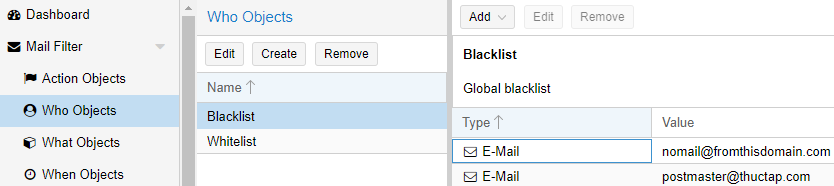 Dashboard
Mail Filter
Action Objects
Who Objects
What Objects
When Objects
Who Objects
Edit Create Remove
Name
Blacklist
Whitelist
Add Edit Remove
Blacklist
Global blacklist
Type Value
E-Mail nomail@fromthisdomain.com
E-Mail postmaster@thuctap.com